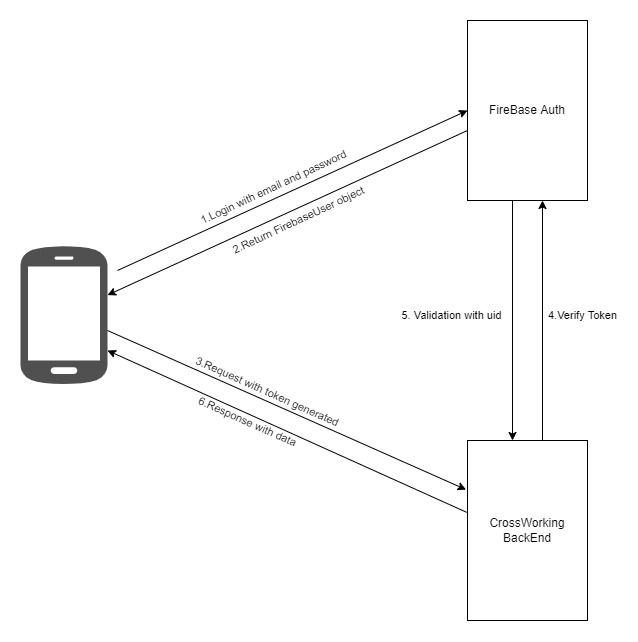 FireBase Auth
1.Login with email and password
2.Return FirebaseUser object
5. Validation with uid
4.Verify Token
3.Request with token generated
6.Response with data
CrossWorking
BackEnd